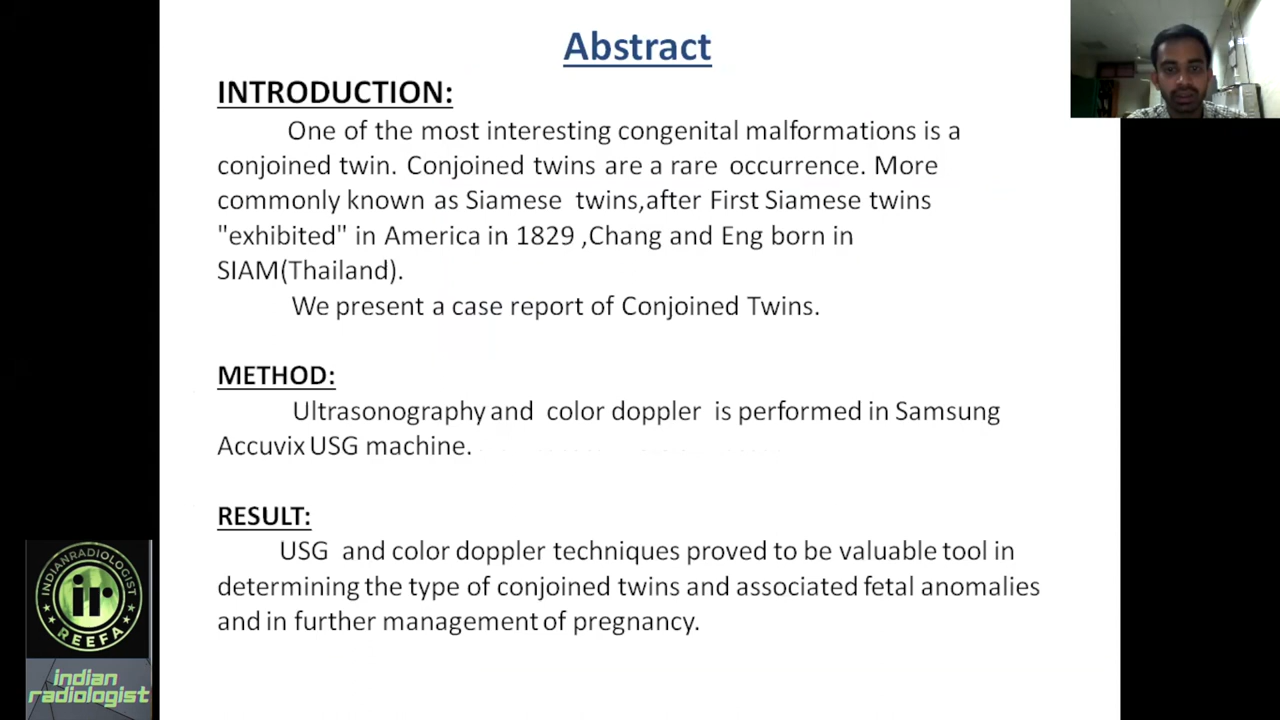 Abstract
INTRODUCTION:
One of the most interesting congenital malformations is a
conjoined twin. Conjoined twins are a rare occurrence. More
commonly known as Siamese twins,after First Siamese twins
"exhibited" in America in 1829 ,Chang and Eng born in
SIAM(Thailand).
We present a case report of Conjoined Twins.
METHOD:
Ultrasonography and color doppler is performed in Samsung
Accuvix USG machine.
RESULT:
USG and color doppler techniques proved to be valuable tool in
determining the type of conjoined twins and associated fetal anomalies
and in further management of pregnancy.
INDIANRADIOLOGIST
ir
REEFA
indian
radiologist